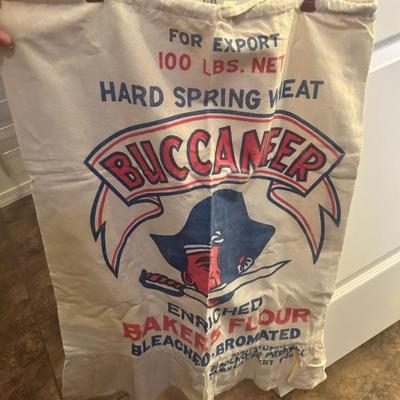 FOR EXPORT
100 LBS. NET
HARD SPRING WHEAT
BUCCANEER
ENRICHED
BAKERS FLOUR
BLEACHED-BROMATED